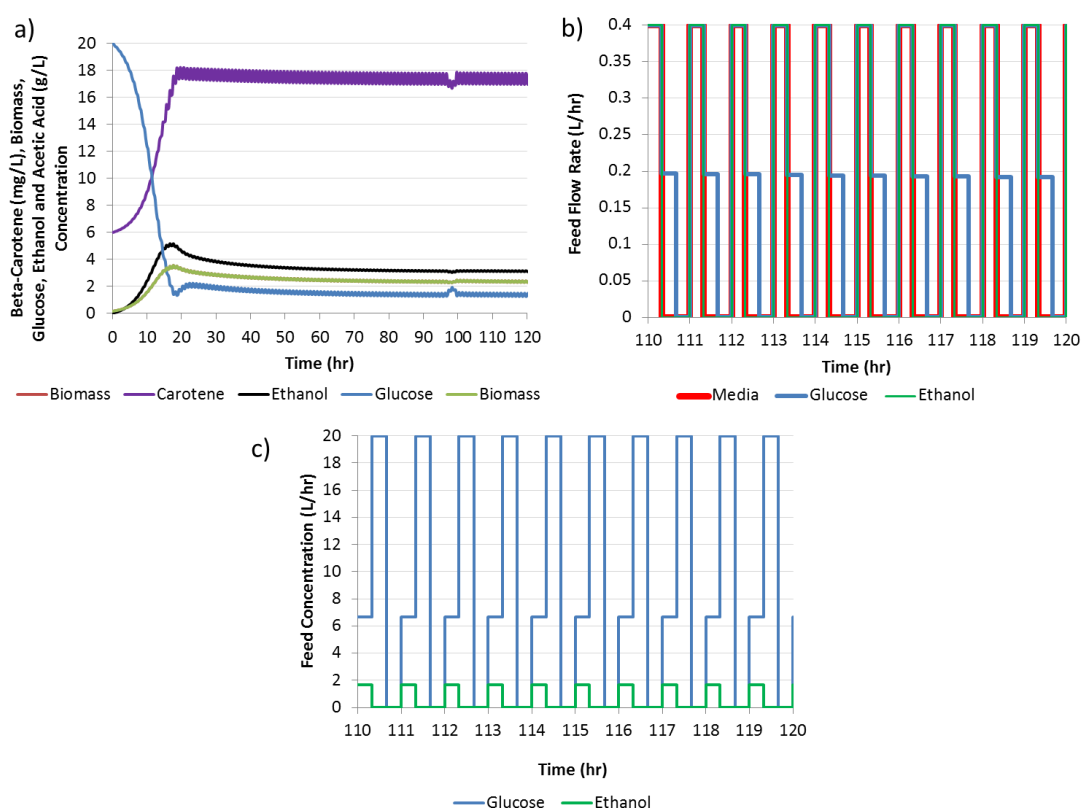 a)
Beta-Carotene (mg/L), Biomass,
Glucose, Ethanol and Acetic Acid (g/L)
Concentration
20
18
16
14
12
10
8
6
4
2
0
0 10 20 30 40 50 60 70 80 90 100 110 120
Time (hr)
Biomass Carotene Ethanol Glucose Biomass
b)
Feed Flow Rate (L/hr)
0.4
0.35
0.3
0.25
0.2
0.15
0.1
0.05
0
110 111 112 113 114 115 116 117 118 119 120
Time (hr)
Media Glucose Ethanol
c)
Feed Concentration (L/hr)
20
18
16
14
12
10
8
6
4
2
0
110 111 112 113 114 115 116 117 118 119 120
Time (hr)
Glucose Ethanol